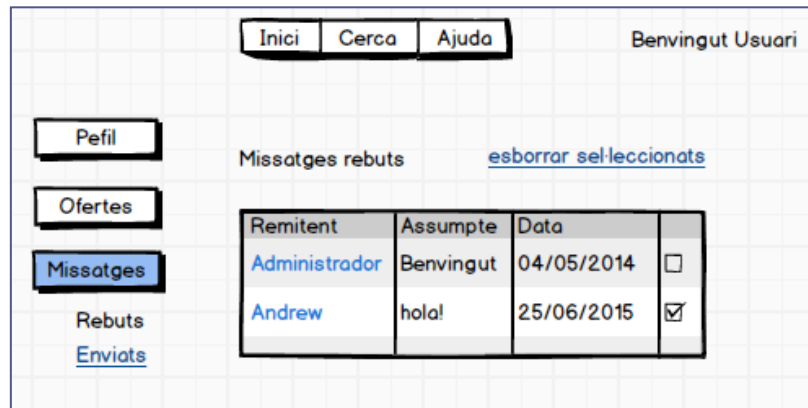 Inici Cerca Ajuda Benvingut Usuari
Pefil
Missatges rebuts esborrar sel·leccionats
Ofertes
Remitent Assumpte Data
Missatges
Administrador Benvingut 04/05/2014
Rebuts
Andrew hola! 25/06/2015
Enviats